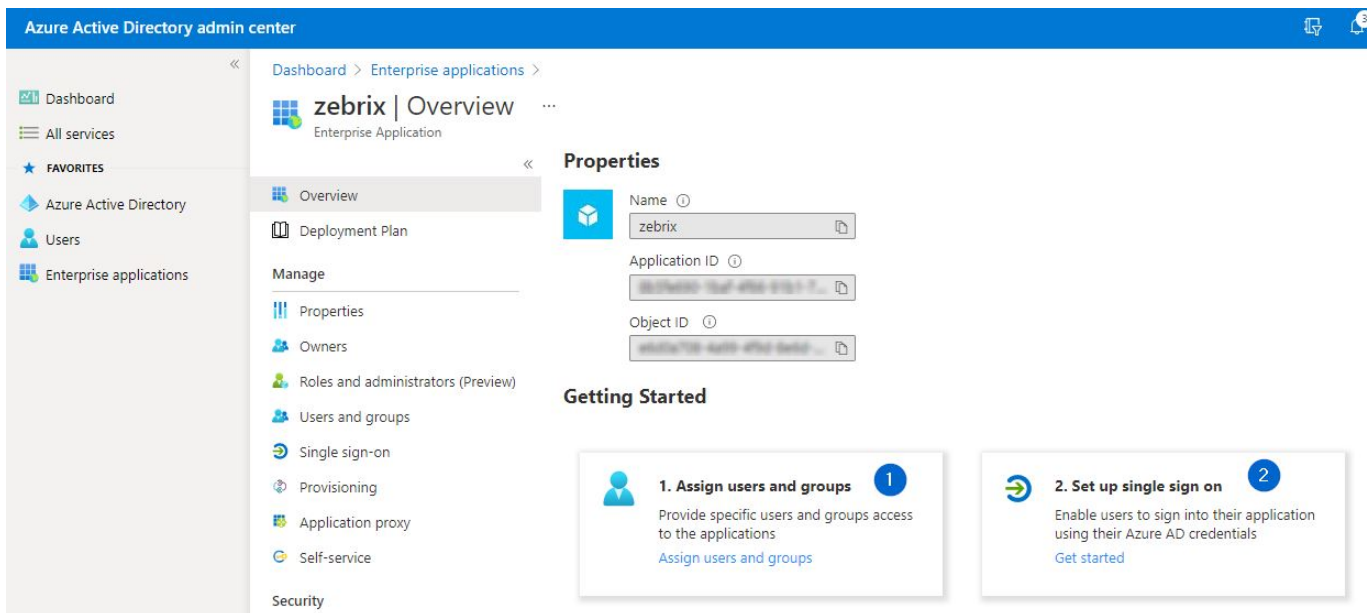 Azure Active Directory admin center
3
Dashboard
All services
FAVORITES
Azure Active Directory
Users
Enterprise applications
Dashboard > Enterprise applications >
zebrix | Overview ...
Enterprise Application
Overview
Deployment Plan
Manage
Properties
Owners
Roles and administrators (Preview)
Users and groups
Single sign-on
Provisioning
Application proxy
Self-service
Security
Properties
Name
zebrix
Application ID
Object ID
Getting Started
1. Assign users and groups 1
Provide specific users and groups access
to the applications
Assign users and groups
2. Set up single sign on 2
Enable users to sign into their application
using their Azure AD credentials
Get started